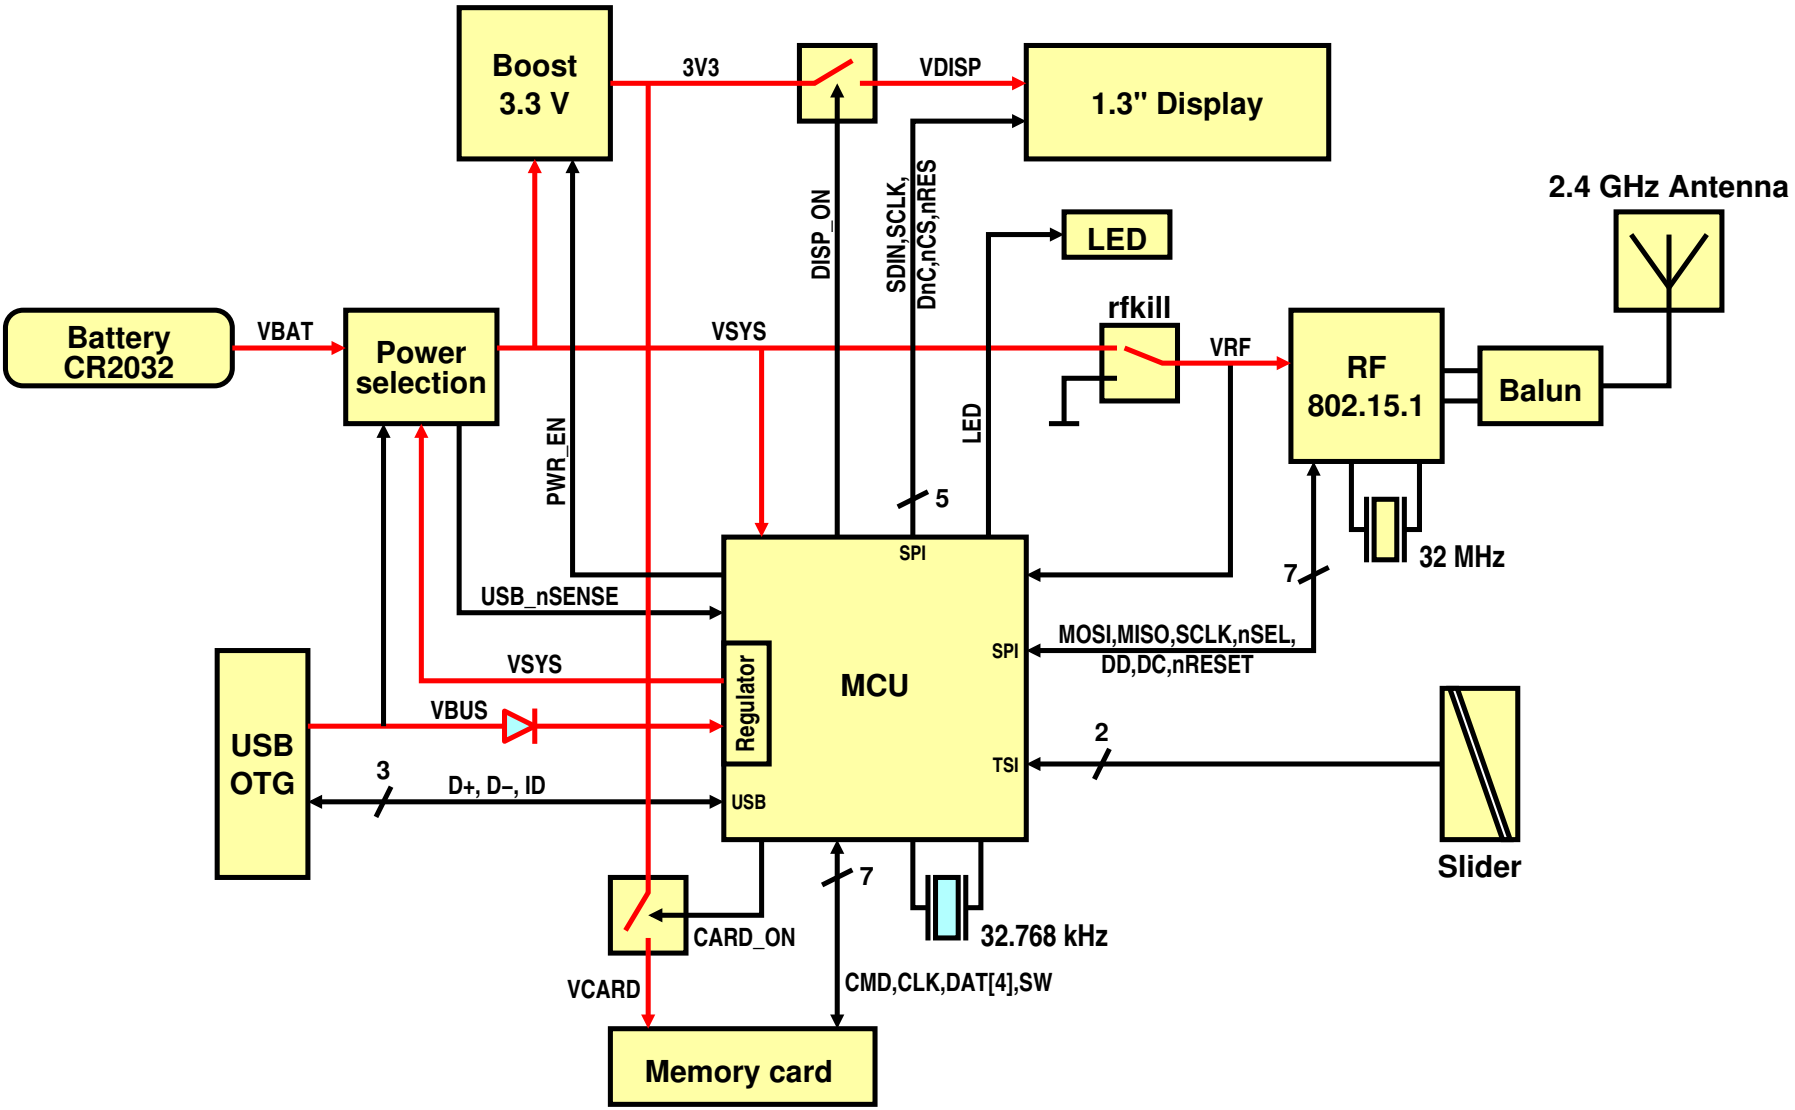 Boost
3.3 V
3V3
VDISP
1.3" Display
2.4 GHz Antenna
DISP_ON
SDIN,SCLK,
DnC,nCS,nRES
LED
Battery
CR2032
VBAT
Power
selection
VSYS
rfkill
VRF
RF
802.15.1
Balun
PWR_EN
LED
5
SPI
32 MHz
7
USB_nSENSE
MOSI,MISO,SCLK,nSEL,
DD,DC,nRESET
SPI
VSYS
Regulator
MCU
VBUS
USB
OTG
3
D+, D−, ID
USB
2
TSI
Slider
7
CARD_ON
32.768 kHz
VCARD
CMD,CLK,DAT[4],SW
Memory card